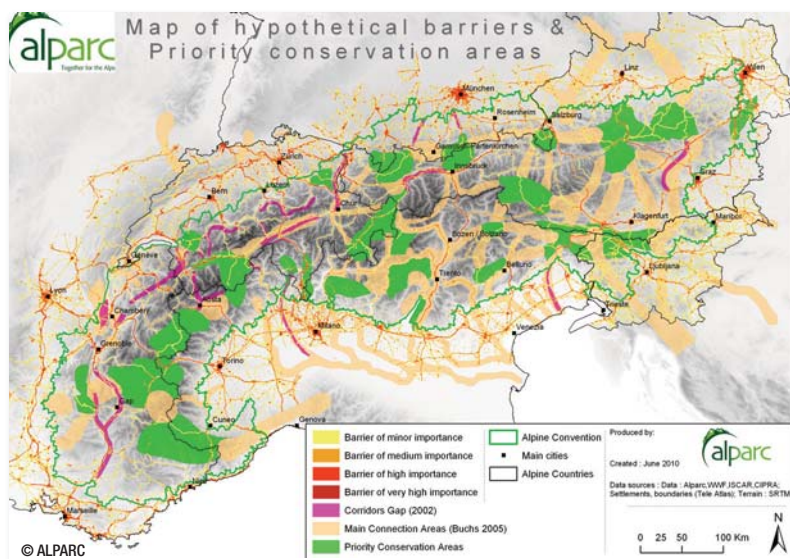 alparc
Together for the Alps
Map of hypothetical barriers &
Priority conservation areas
Linz
Wien
München
Rosenheim
Salzburg
Garmisch-Partenkirchen
Innsbruck
Zürich
Bern
Luzern
Chur
Graz
Klagenfurt
Maribor
Bozen / Bolzano
Genève
Lyon
Trento
Belluno
Ljubljana
Aosta
Chambéry
Trieste
Milano
Venezia
Grenoble
Torino
Gap
Cuneo
Genova
Nice
Marseille
Barrier of minor importance
Barrier of medium importance
Barrier of high importance
Barrier of very high importance
Corridors Gap (2002)
Main Connection Areas (Buchs 2005)
Priority Conservation Areas
Alpine Convention
Main cities
Alpine Countries
Produced by:
alparc
Created : June 2010
Data sources : Data : Alparc,WWF,ISCAR,CIPRA;
Settlements, boundaries (Tele Atlas); Terrain : SRTM
0 25 50 100 Km
N
© ALPARC